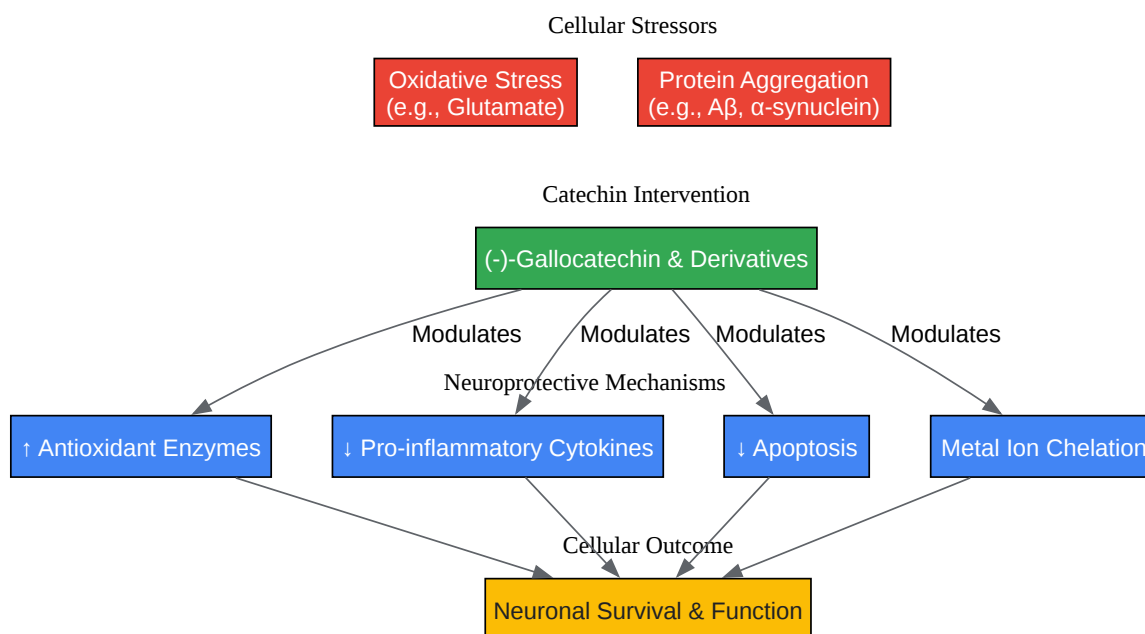 Cellular Stressors
Oxidative Stress
(e.g., Glutamate)
Protein Aggregation
(e.g., Aβ, α-synuclein)
Catechin Intervention
(-)-Gallocatechin & Derivatives
Modulates
Modulates
Modulates
Modulates
Neuroprotective Mechanisms
↑ Antioxidant Enzymes
↓ Pro-inflammatory Cytokines
↓ Apoptosis
Metal Ion Chelation
Cellular Outcome
Neuronal Survival & Function